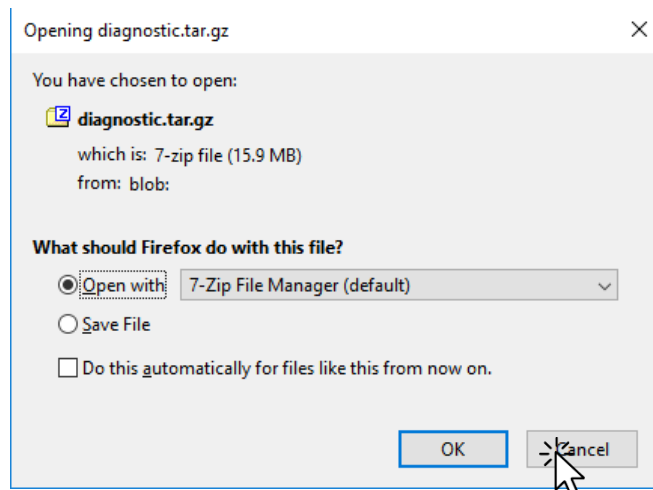 Opening diagnostic.tar.gz
You have chosen to open:
diagnostic.tar.gz
which is: 7-zip file (15.9 MB)
from: blob:
What should Firefox do with this file?
Open with 7-Zip File Manager (default)
Save File
Do this automatically for files like this from now on.
OK Cancel